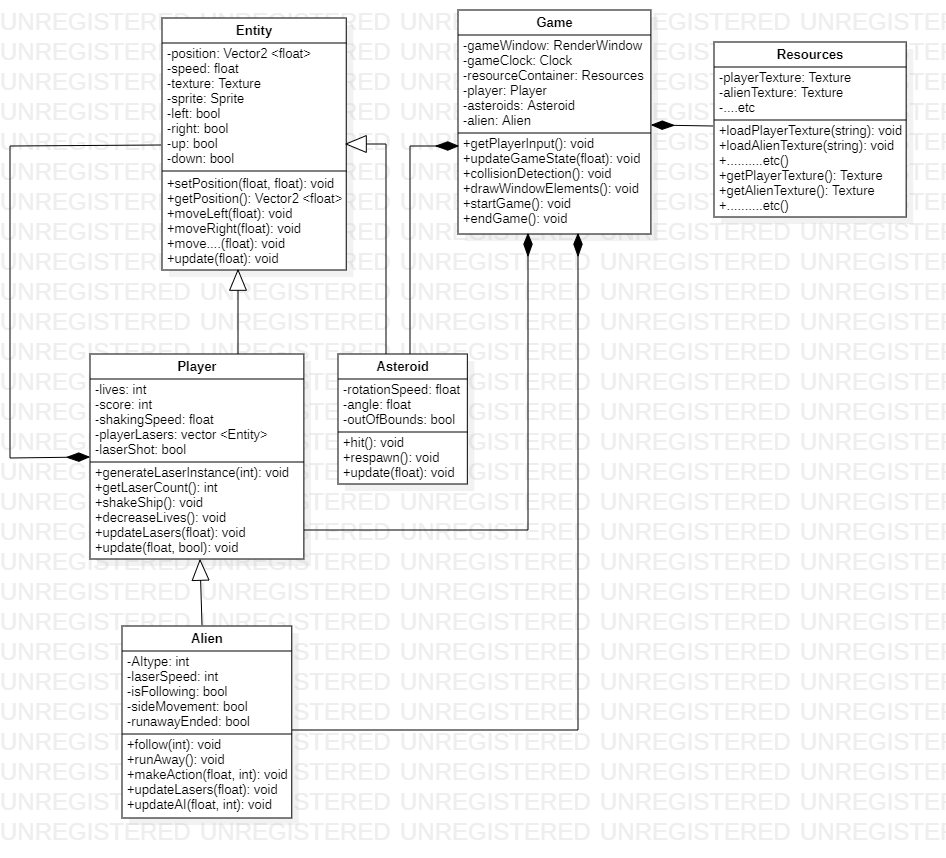 Entity
-position: Vector2 <float>
-speed: float
-texture: Texture
-sprite: Sprite
-left: bool
-right: bool
-up: bool
-down: bool
+setPosition(float, float): void
+getPosition(): Vector2 <float>
+moveLeft(float): void
+moveRight(float): void
+move....(float): void
+update(float): void
Game
-gameWindow: RenderWindow
-gameClock: Clock
-resourceContainer: Resources
-player: Player
-asteroids: Asteroid
-alien: Alien
+getPlayerInput(): void
+updateGameState(float): void
+collisionDetection(): void
+drawWindowElements(): void
+startGame(): void
+endGame(): void
Resources
-playerTexture: Texture
-alienTexture: Texture
-....etc
+loadPlayerTexture(string): void
+loadAlienTexture(string): void
+..........etc()
+getPlayerTexture(): Texture
+getAlienTexture(): Texture
+..........etc()
Player
-lives: int
-score: int
-shakingSpeed: float
-playerLasers: vector <Entity>
-laserShot: bool
+generateLaserInstance(int): void
+getLaserCount(): int
+shakeShip(): void
+decreaseLives(): void
+updateLasers(float): void
+update(float, bool): void
Asteroid
-rotationSpeed: float
-angle: float
-outOfBounds: bool
+hit(): void
+respawn(): void
+update(float): void
Alien
-AItype: int
-laserSpeed: int
-isFollowing: bool
-sideMovement: bool
-runawayEnded: bool
+follow(int): void
+runAway(): void
+makeAction(float, int): void
+updateLasers(float): void
+updateAI(float, int): void
UNREGISTERED UNREGISTERED UNREGISTERED UNREGISTERED UNREGISTERED